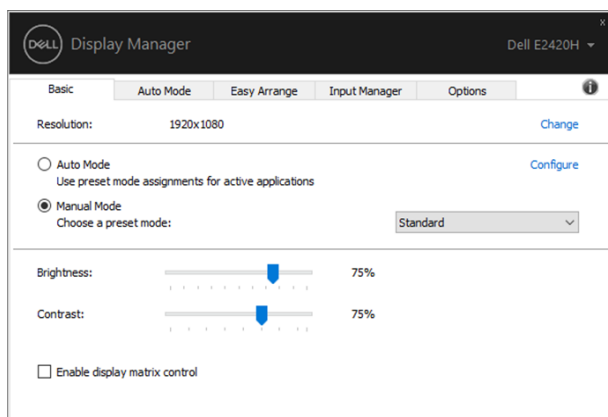 DELL Display Manager Dell E2420H
Basic Auto Mode Easy Arrange Input Manager Options
Resolution: 1920x1080 Change
Auto Mode Configure
Use preset mode assignments for active applications
Manual Mode
Choose a preset mode: Standard
Brightness: 75%
Contrast: 75%
Enable display matrix control